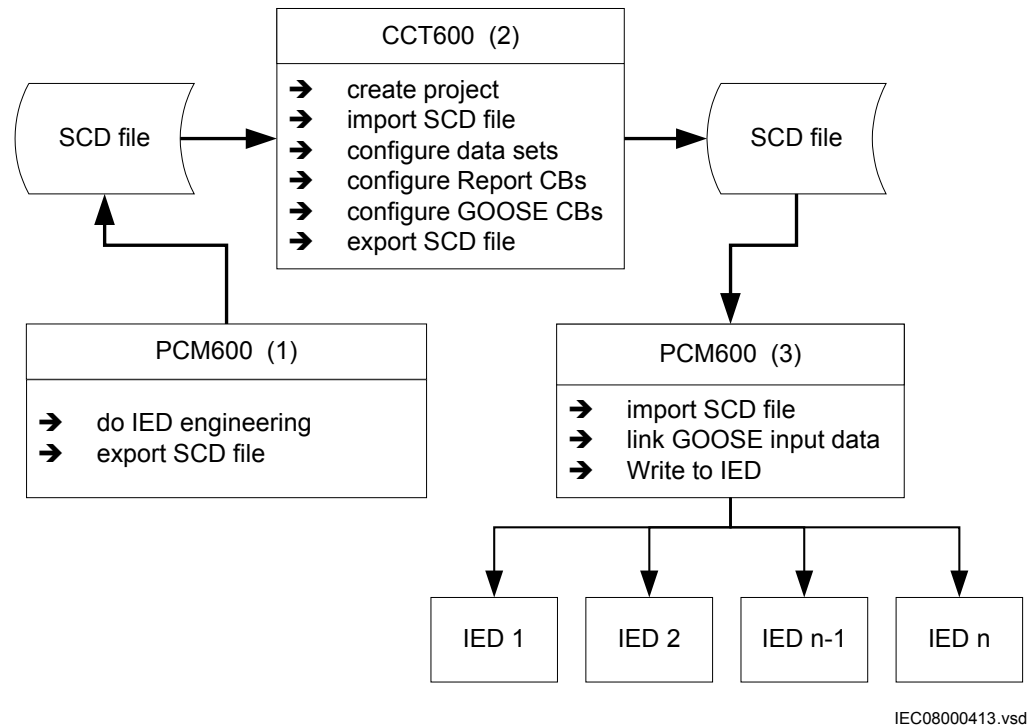 CCT600 (2)
➔ create project
➔ import SCD file
➔ configure data sets
➔ configure Report CBs
➔ configure GOOSE CBs
➔ export SCD file
SCD file
SCD file
PCM600 (1)
➔ do IED engineering
➔ export SCD file
PCM600 (3)
➔ import SCD file
➔ link GOOSE input data
➔ Write to IED
IED 1
IED 2
IED n-1
IED n
IEC08000413.vsd